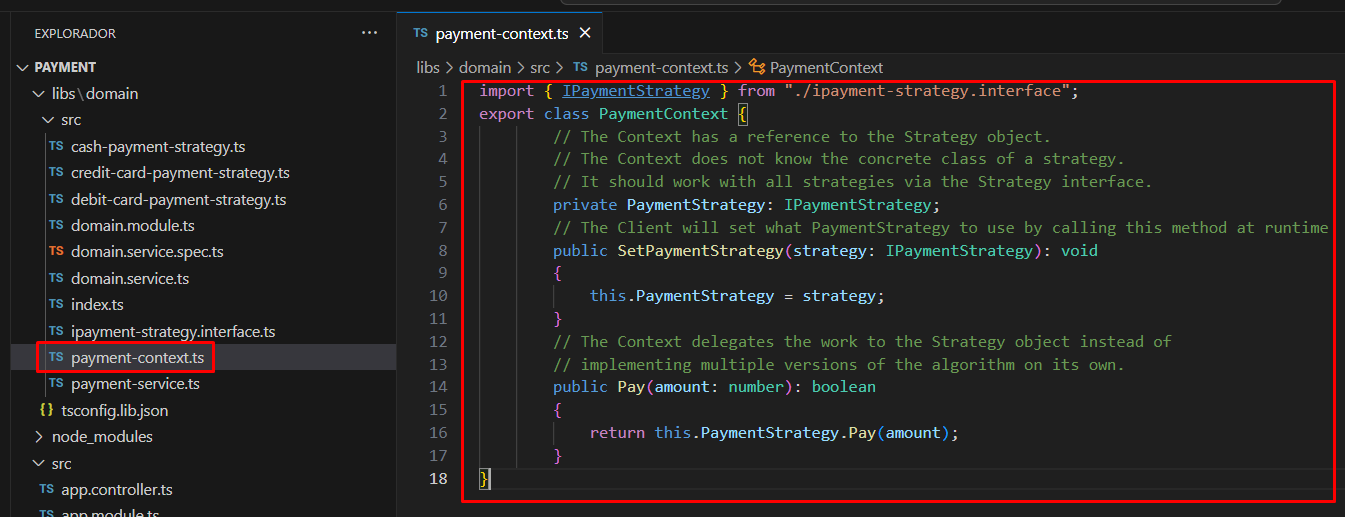 EXPLORADOR
PAYMENT
libs\domain
src
TS cash-payment-strategy.ts
TS credit-card-payment-strategy.ts
TS debit-card-payment-strategy.ts
TS domain.module.ts
TS domain.service.spec.ts
TS domain.service.ts
TS index.ts
TS ipayment-strategy.interface.ts
TS payment-context.ts
TS payment-service.ts
{} tsconfig.lib.json
node_modules
src
TS app.controller.ts
TS app.module.ts
TS payment-context.ts ×
libs > domain > src > TS payment-context.ts > PaymentContext
1 import { IPaymentStrategy } from "./ipayment-strategy.interface";
2 export class PaymentContext {
3 // The Context has a reference to the Strategy object.
4 // The Context does not know the concrete class of a strategy.
5 // It should work with all strategies via the Strategy interface.
6 private PaymentStrategy: IPaymentStrategy;
7 // The Client will set what PaymentStrategy to use by calling this method at runtime
8 public SetPaymentStrategy(strategy: IPaymentStrategy): void
9 {
10 this.PaymentStrategy = strategy;
11 }
12 // The Context delegates the work to the Strategy object instead of
13 // implementing multiple versions of the algorithm on its own.
14 public Pay(amount: number): boolean
15 {
16 return this.PaymentStrategy.Pay(amount);
17 }
18 }